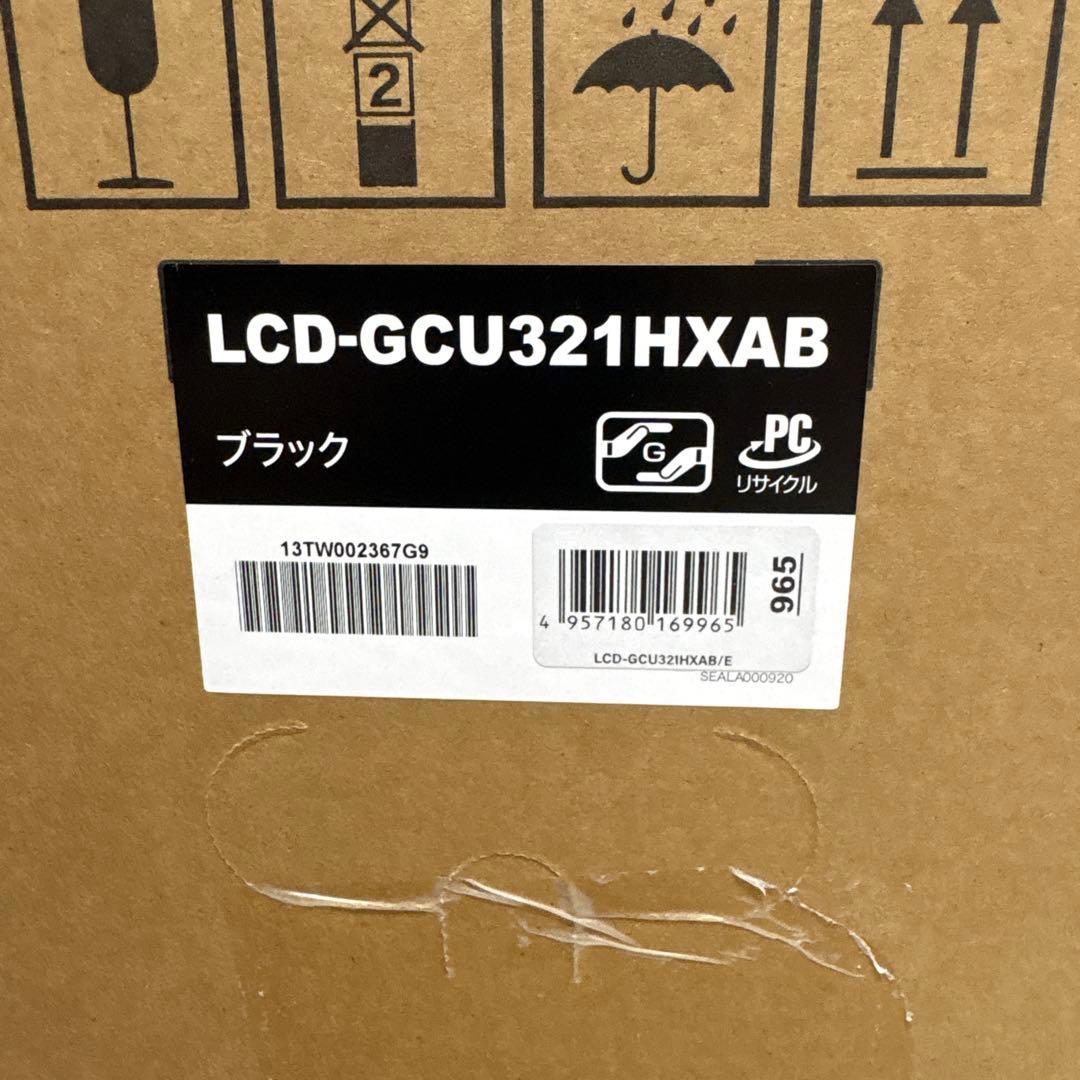 2
LCD-GCU321HXAB
ブラック
G
PC
リサイクル
13TW002367G9
4 957180 169965
965
LCD-GCU321HXAB/E
SEALA000920